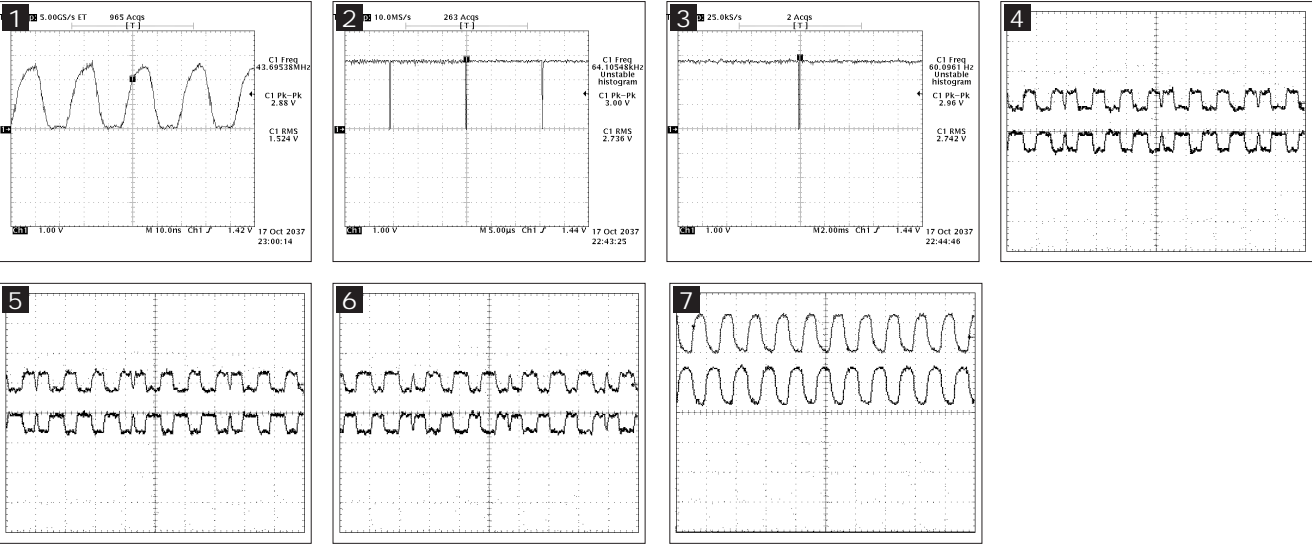 1
5.00GS/s ET 965 Acqs
[ T ]
C1 Freq
43.69538MHz
C1 Pk-Pk
2.88 V
C1 RMS
1.524 V
1→
Ch1 1.00 V M 10.0ns Ch1 1.42 V
17 Oct 2037
23:00:14
2
10.0MS/s 263 Acqs
[ T ]
C1 Freq
64.10548kHz
Unstable
histogram
C1 Pk-Pk
3.00 V
C1 RMS
2.736 V
1→
Ch1 1.00 V M 5.00µs Ch1 1.44 V
17 Oct 2037
22:43:25
3
25.0kS/s 2 Acqs
[ T ]
C1 Freq
60.0961 Hz
Unstable
histogram
C1 Pk-Pk
2.96 V
C1 RMS
2.742 V
1→
Ch1 1.00 V M 2.00ms Ch1 1.44 V
17 Oct 2037
22:44:46
4
5
6
7